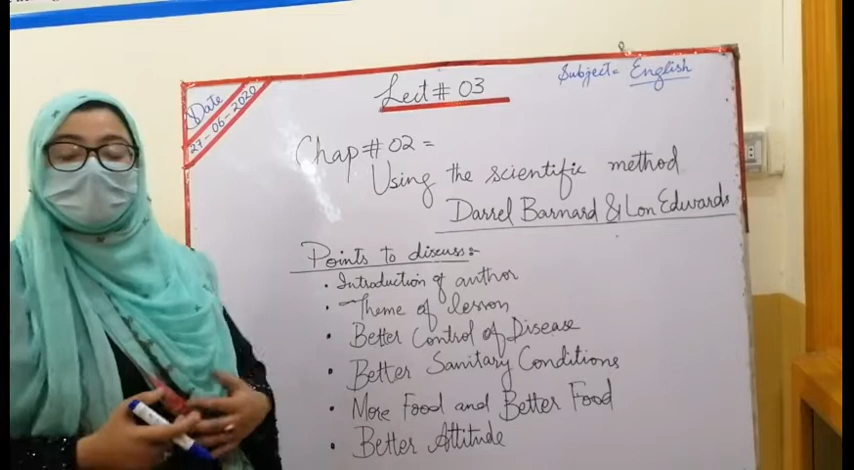 Date
27-06-2020
Lect # 03
Subject = English
Chap # 02 =
Using the scientific method
Darrel Barnard & Lon Edwards
Points to discuss:-
• Introduction of author
• Theme of lesson
• Better Control of Disease
• Better Sanitary Conditions
• More Food and Better Food
• Better Attitude